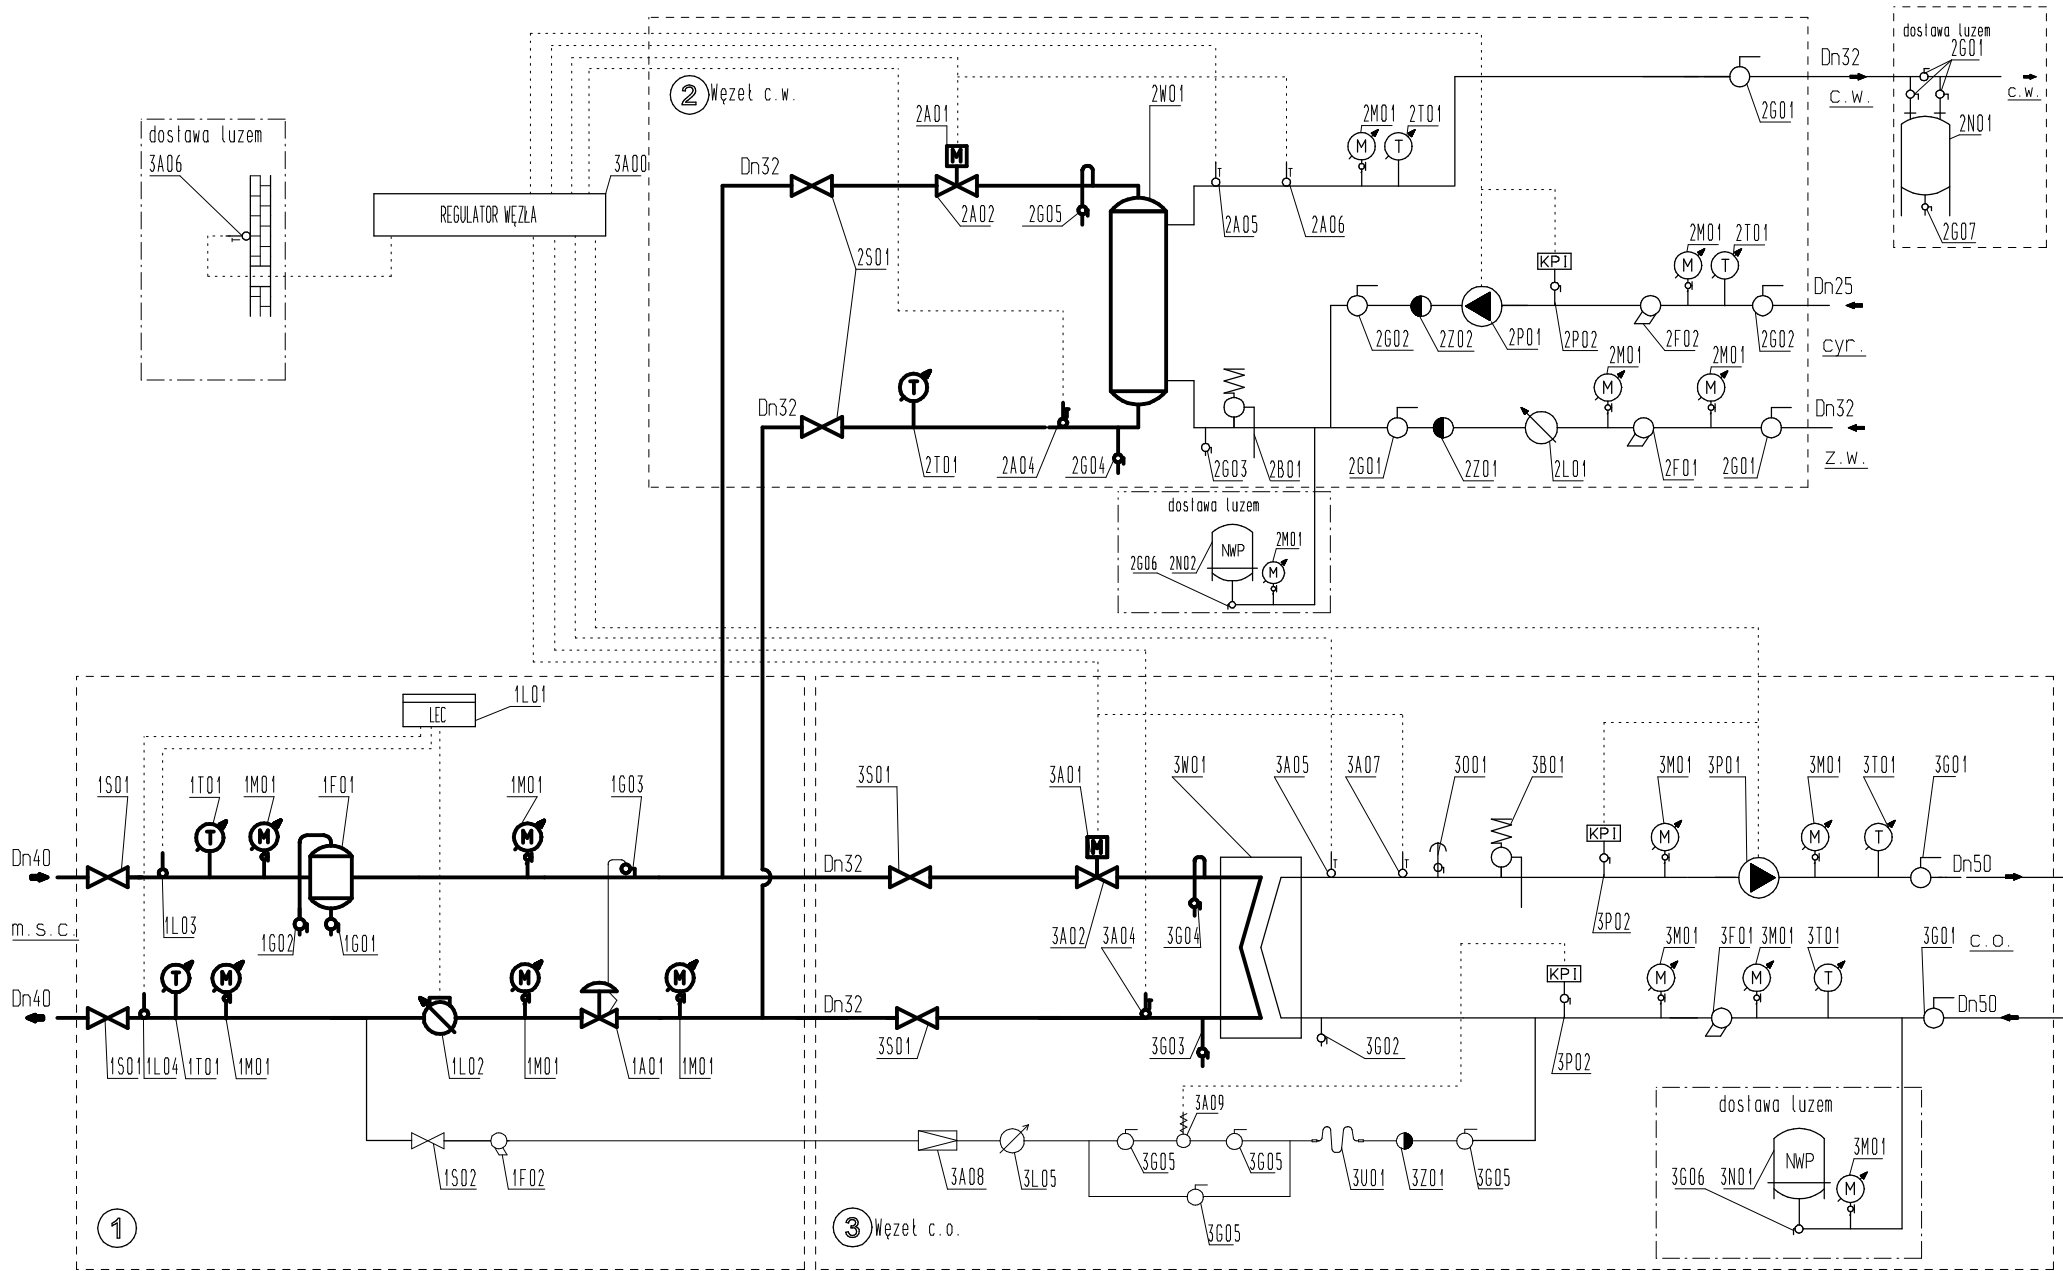 dostawa luzem
3A06
3A00
REGULATOR WĘZŁA
2
Węzeł c.w.
2A01
M
2W01
Dn32
2A02
2G05
2S01
Dn32
T
2T01
2A04
2G04
T
T
2A05
2A06
2M01
2T01
M
T
2G01
Dn32
c.w.
dostawa luzem
2G01
c.w.
2N01
2G07
KPI
2M01
2T01
M
T
Dn25
2G02
2Z02
2P01
2P02
2F02
2G02
cyr.
2M01
2M01
M
M
Dn32
2G03
2B01
2G01
2Z01
2L01
2F01
2G01
z.w.
dostawa luzem
NWP
2M01
M
2G06
2N02
1L01
LEC
1S01
1T01
1M01
1F01
1M01
1G03
T
M
M
Dn40
1L03
1G02
1G01
m.s.c.
T
M
M
M
Dn40
1S01
1L04
1T01
1M01
1L02
1M01
1A01
1M01
1S02
1F02
1
3S01
3A01
3W01
3A05
3A07
3O01
3B01
3M01
3P01
3M01
3T01
3G01
M
KPI
M
M
T
Dn32
T
T
Dn50
3A02
3A04
3G04
3P02
3M01
3F01
3M01
3T01
3G01
c.o.
KPI
M
M
T
Dn32
Dn50
3S01
3G03
3G02
3P02
3A09
3A08
3L05
3G05
3G05
3U01
3Z01
3G05
3G05
dostawa luzem
NWP
3M01
M
3G06
3N01
3
Węzeł c.o.